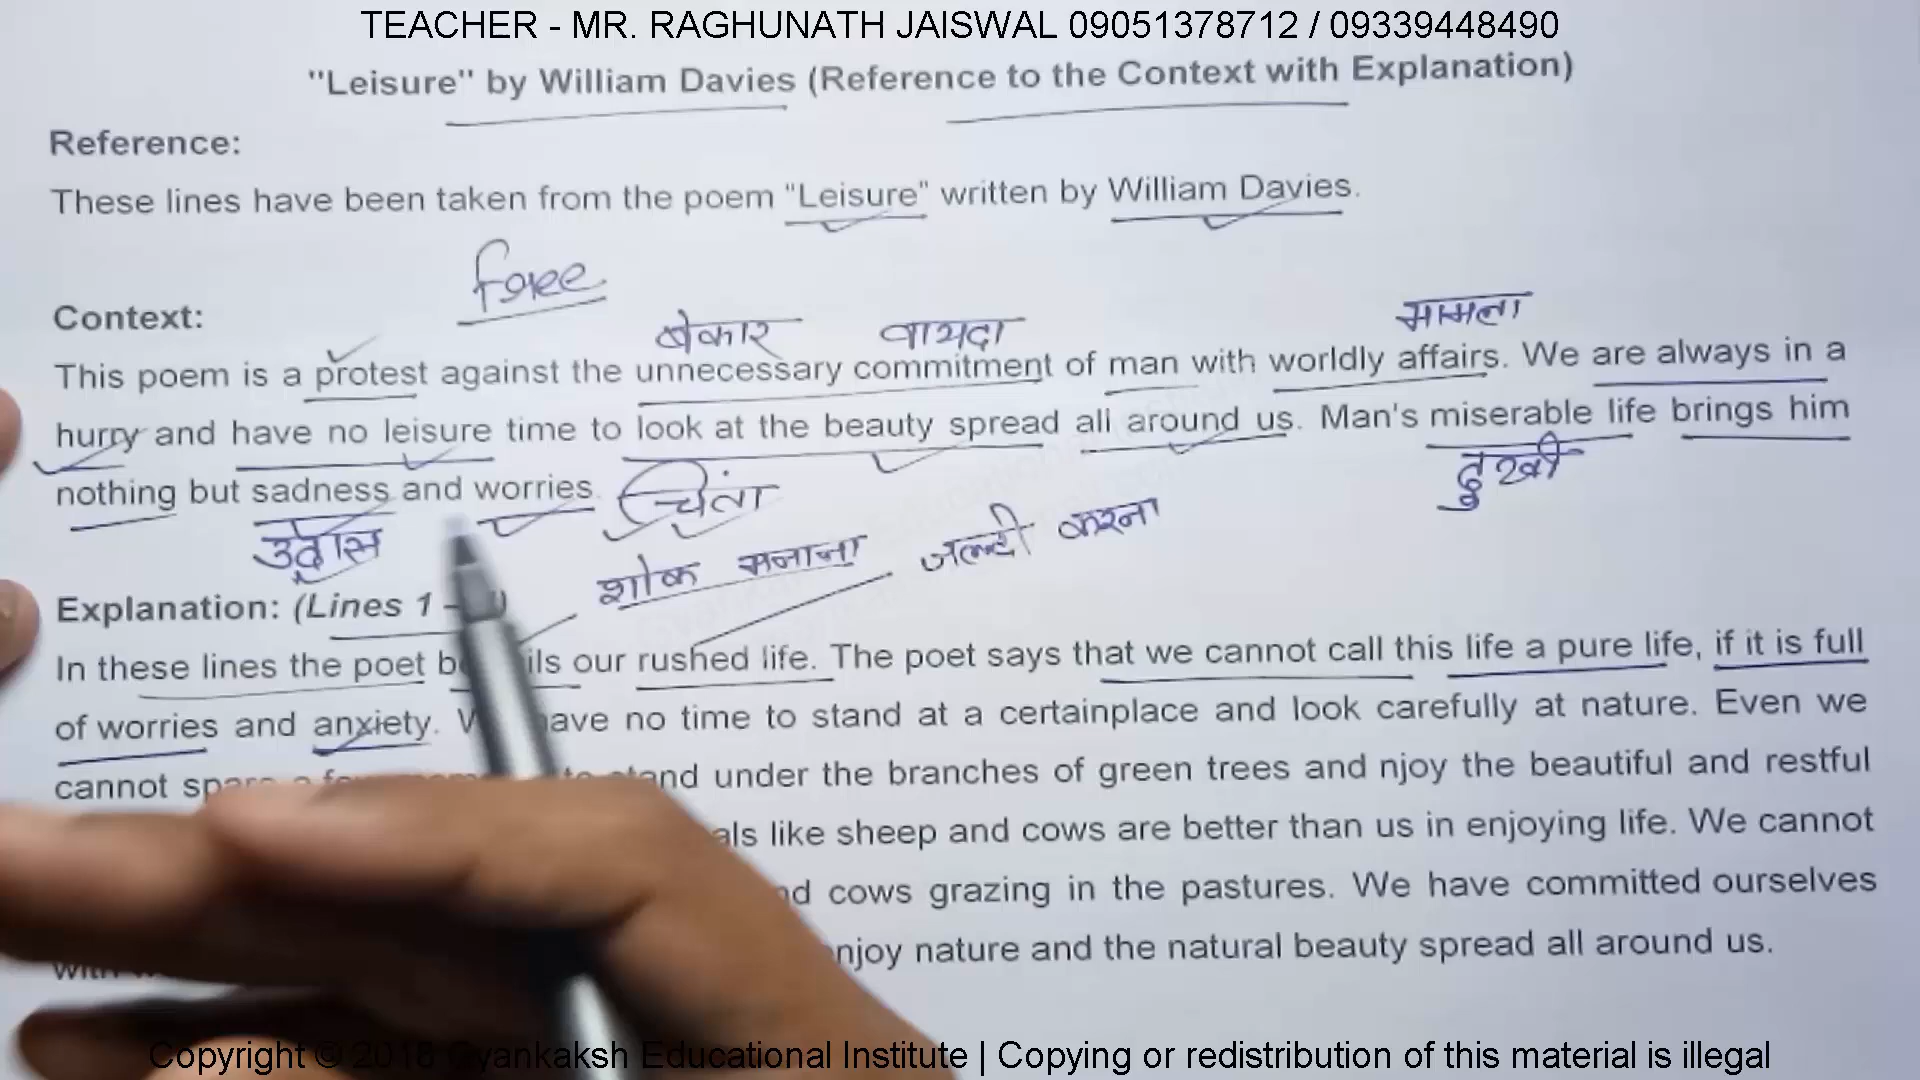 TEACHER - MR. RAGHUNATH JAISWAL 09051378712 / 09339448490
"Leisure" by William Davies (Reference to the Context with Explanation)
Reference:
These lines have been taken from the poem "Leisure" written by William Davies.
free
Context:
बेकार वायदा मामला
This poem is a protest against the unnecessary commitment of man with worldly affairs. We are always in a
hurry and have no leisure time to look at the beauty spread all around us. Man's miserable life brings him
दुखी
nothing but sadness and worries. चिंता
उदास
शोक मनाना जल्दी करना
Explanation: (Lines 1 -
In these lines the poet our rushed life. The poet says that we cannot call this life a pure life, if it is full
of worries and anxiety. have no time to stand at a certainplace and look carefully at nature. Even we
cannot spare a few to stand under the branches of green trees and njoy the beautiful and restful
like sheep and cows are better than us in enjoying life. We cannot
cows grazing in the pastures. We have committed ourselves
enjoy nature and the natural beauty spread all around us.
Copyright © 2018 Gyankaksh Educational Institute | Copying or redistribution of this material is illegal